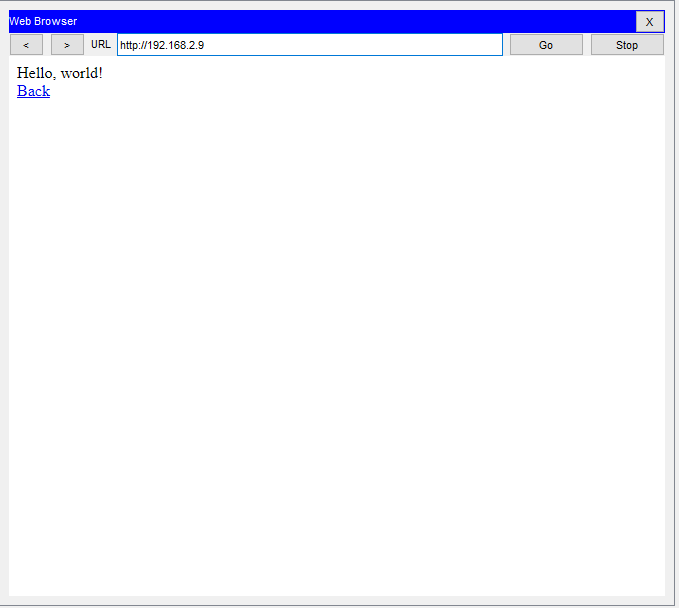 Web Browser X
< > URL http://192.168.2.9 Go Stop
Hello, world!
Back